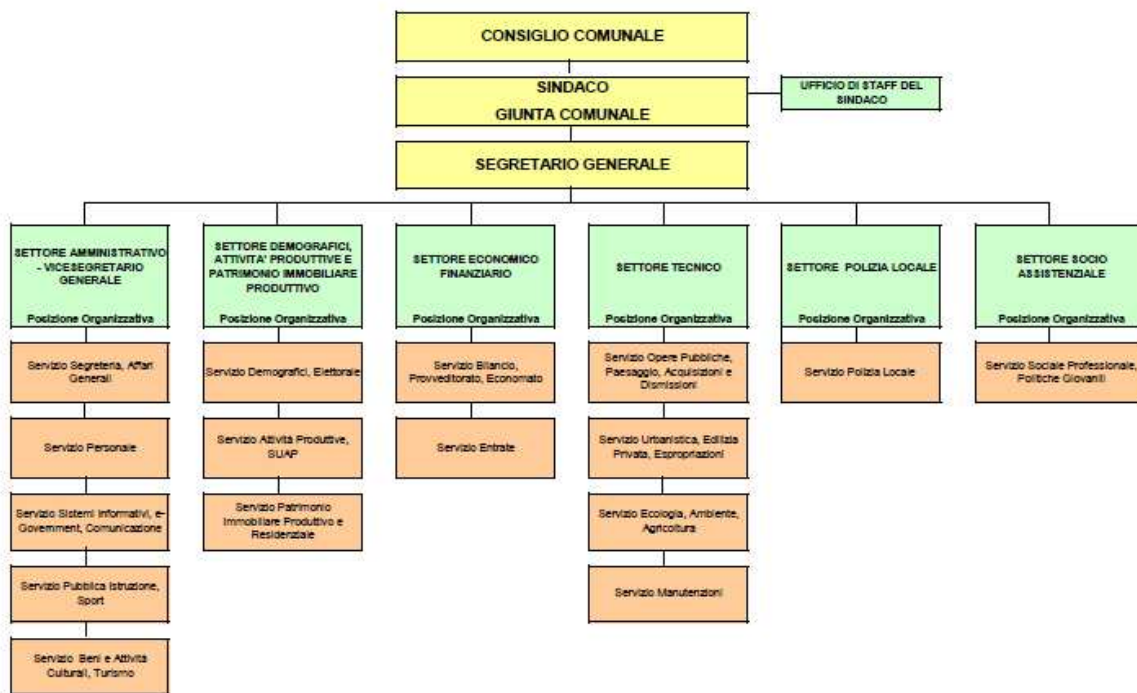 CONSIGLIO COMUNALE
SINDACO
GIUNTA COMUNALE
UFFICIO DI STAFF DEL
SINDACO
SEGRETARIO GENERALE
SETTORE AMMINISTRATIVO
- VICESEGRETARIO
GENERALE
Posizione Organizzativa
SETTORE DEMOGRAFICI,
ATTIVITA' PRODUTTIVE E
PATRIMONIO IMMOBILIARE
PRODUTTIVO
Posizione Organizzativa
SETTORE ECONOMICO
FINANZIARIO
Posizione Organizzativa
SETTORE TECNICO
Posizione Organizzativa
SETTORE POLIZIA LOCALE
Posizione Organizzativa
SETTORE SOCIO
ASSISTENZIALE
Posizione Organizzativa
Servizio Segreteria, Affari
Generali
Servizio Personale
Servizio Sistemi Informativi, e-
Government, Comunicazione
Servizio Pubblica Istruzione,
Sport
Servizio Beni e Attività
Culturali, Turismo
Servizio Demografici, Elettorale
Servizio Attività Produttive,
SUAP
Servizio Patrimonio
Immobiliare Produttivo e
Residenziale
Servizio Bilancio,
Provveditorato, Economato
Servizio Entrate
Servizio Opere Pubbliche,
Paesaggio, Acquisizioni e
Dismissioni
Servizio Urbanistica, Edilizia
Privata, Espropriazioni
Servizio Ecologia, Ambiente,
Agricoltura
Servizio Manutenzioni
Servizio Polizia Locale
Servizio Sociale Professionale,
Politiche Giovanili